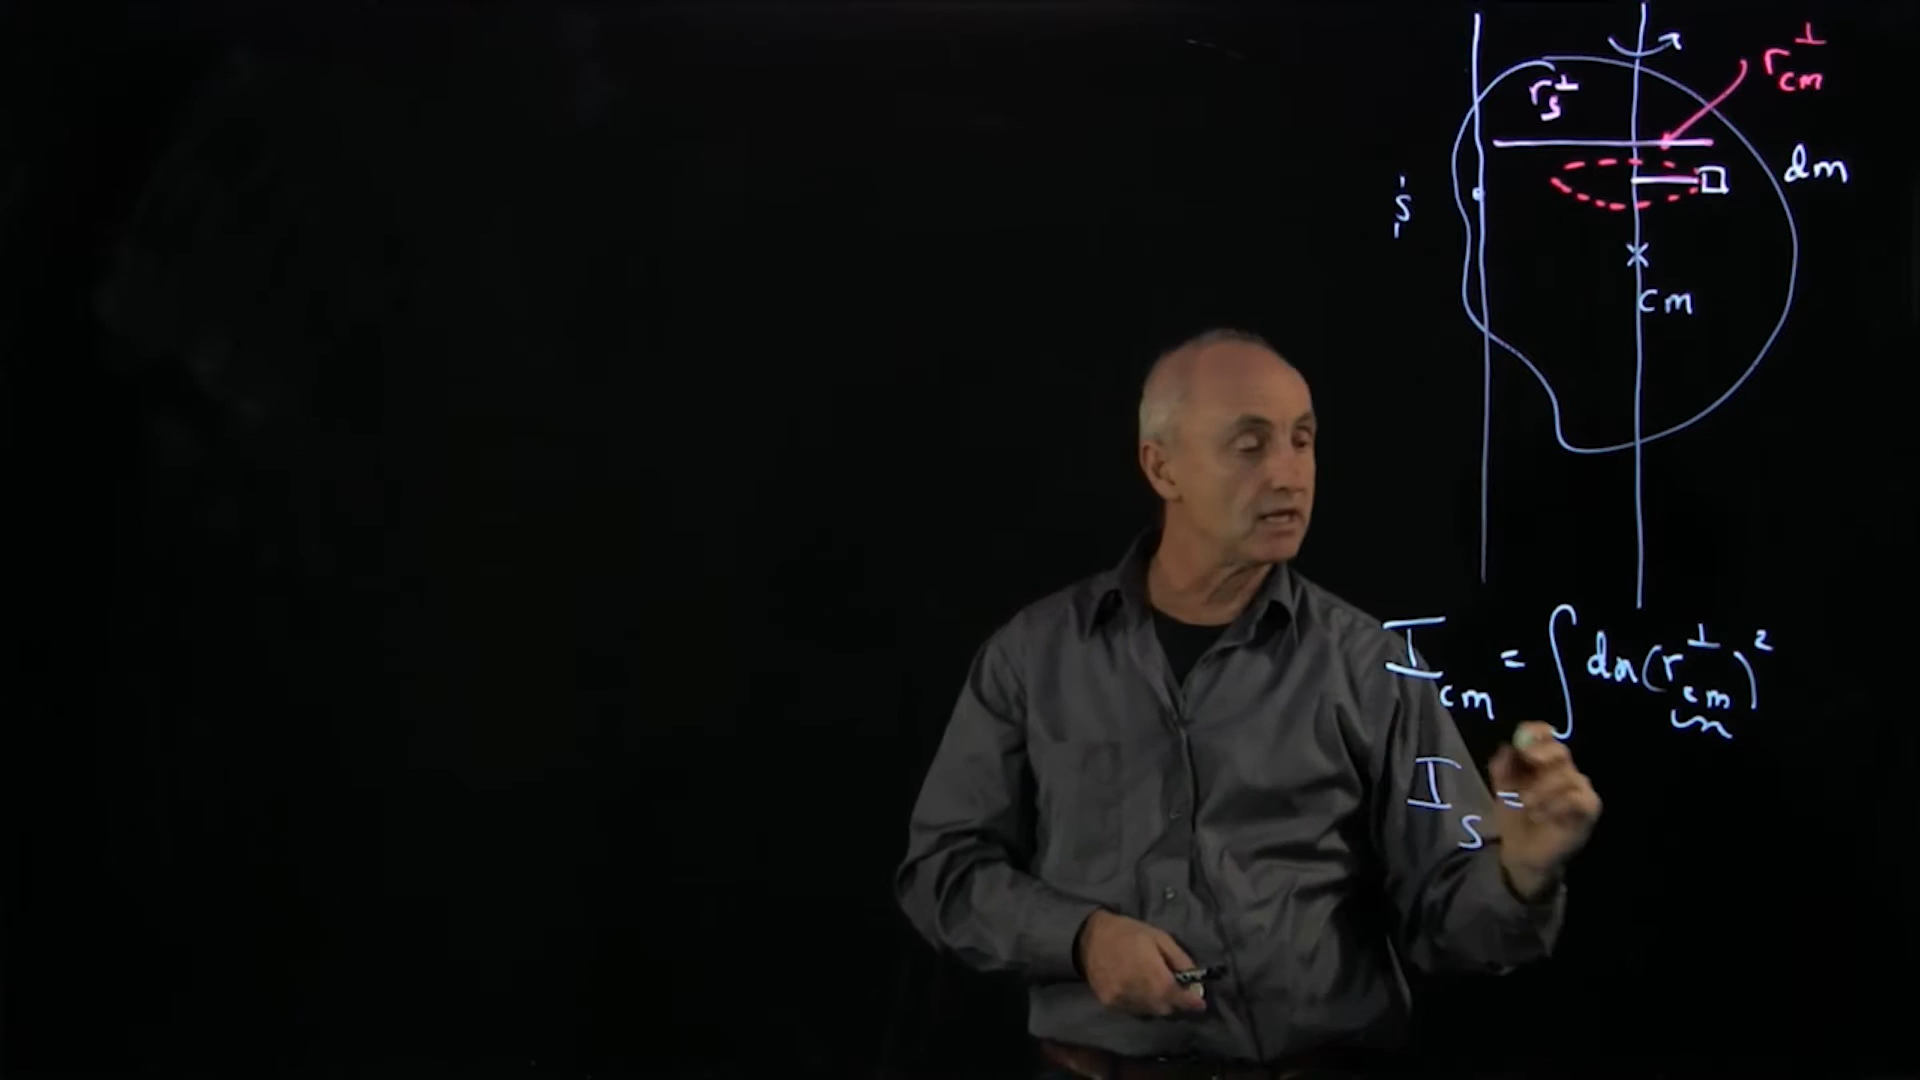 r_cm^⊥
r_s^⊥
dm
s
cm
I_cm = ∫ dm (r_cm^⊥)^2
I_s =